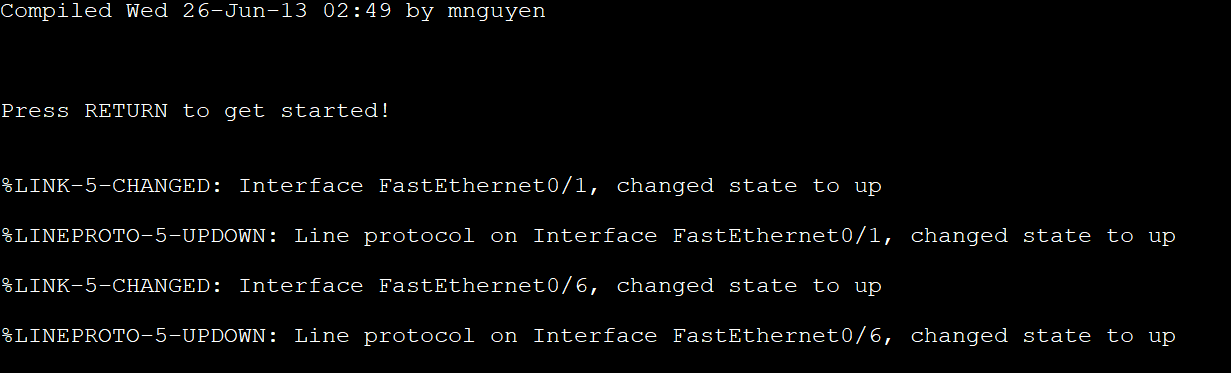 Compiled Wed 26-Jun-13 02:49 by mnguyen
Press RETURN to get started!
%LINK-5-CHANGED: Interface FastEthernet0/1, changed state to up
%LINEPROTO-5-UPDOWN: Line protocol on Interface FastEthernet0/1, changed state to up
%LINK-5-CHANGED: Interface FastEthernet0/6, changed state to up
%LINEPROTO-5-UPDOWN: Line protocol on Interface FastEthernet0/6, changed state to up